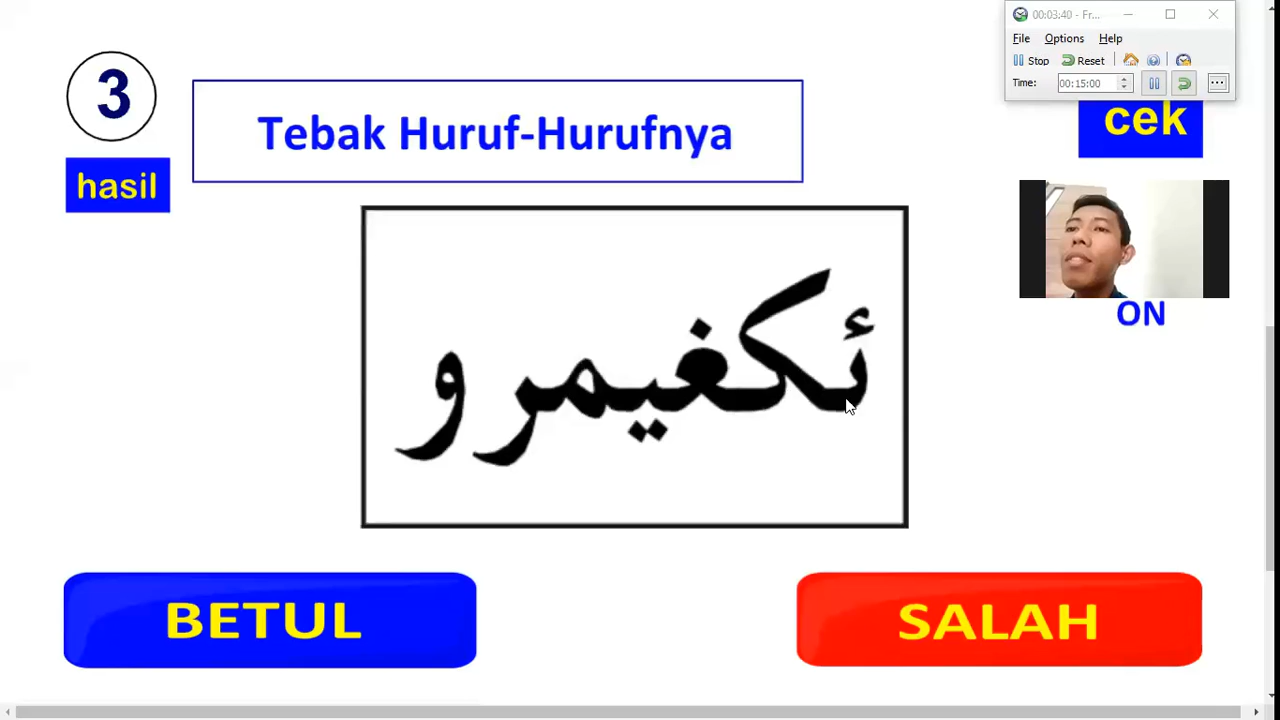 00:03:40 - Fr...
File Options Help
Stop Reset
Time: 00:15:00
3
Tebak Huruf-Hurufnya
cek
hasil
ئكغيمر و
ON
BETUL
SALAH